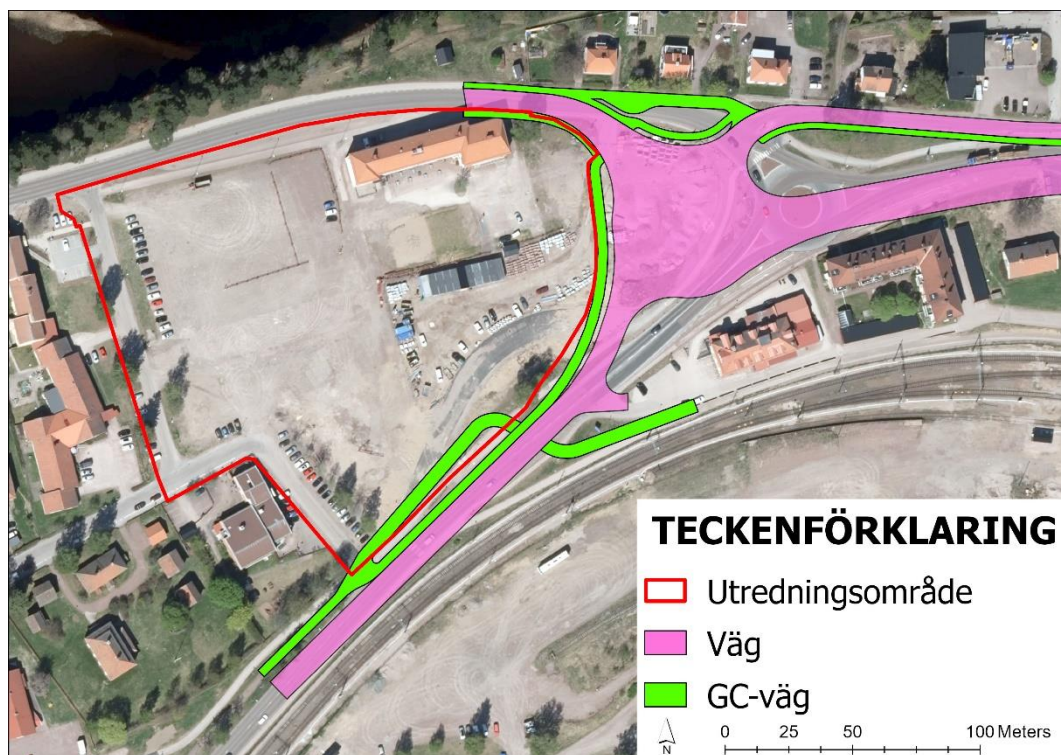 TECKENFÖRKLARING
Utredningsområde
Väg
GC-väg
N
0 25 50 100 Meters